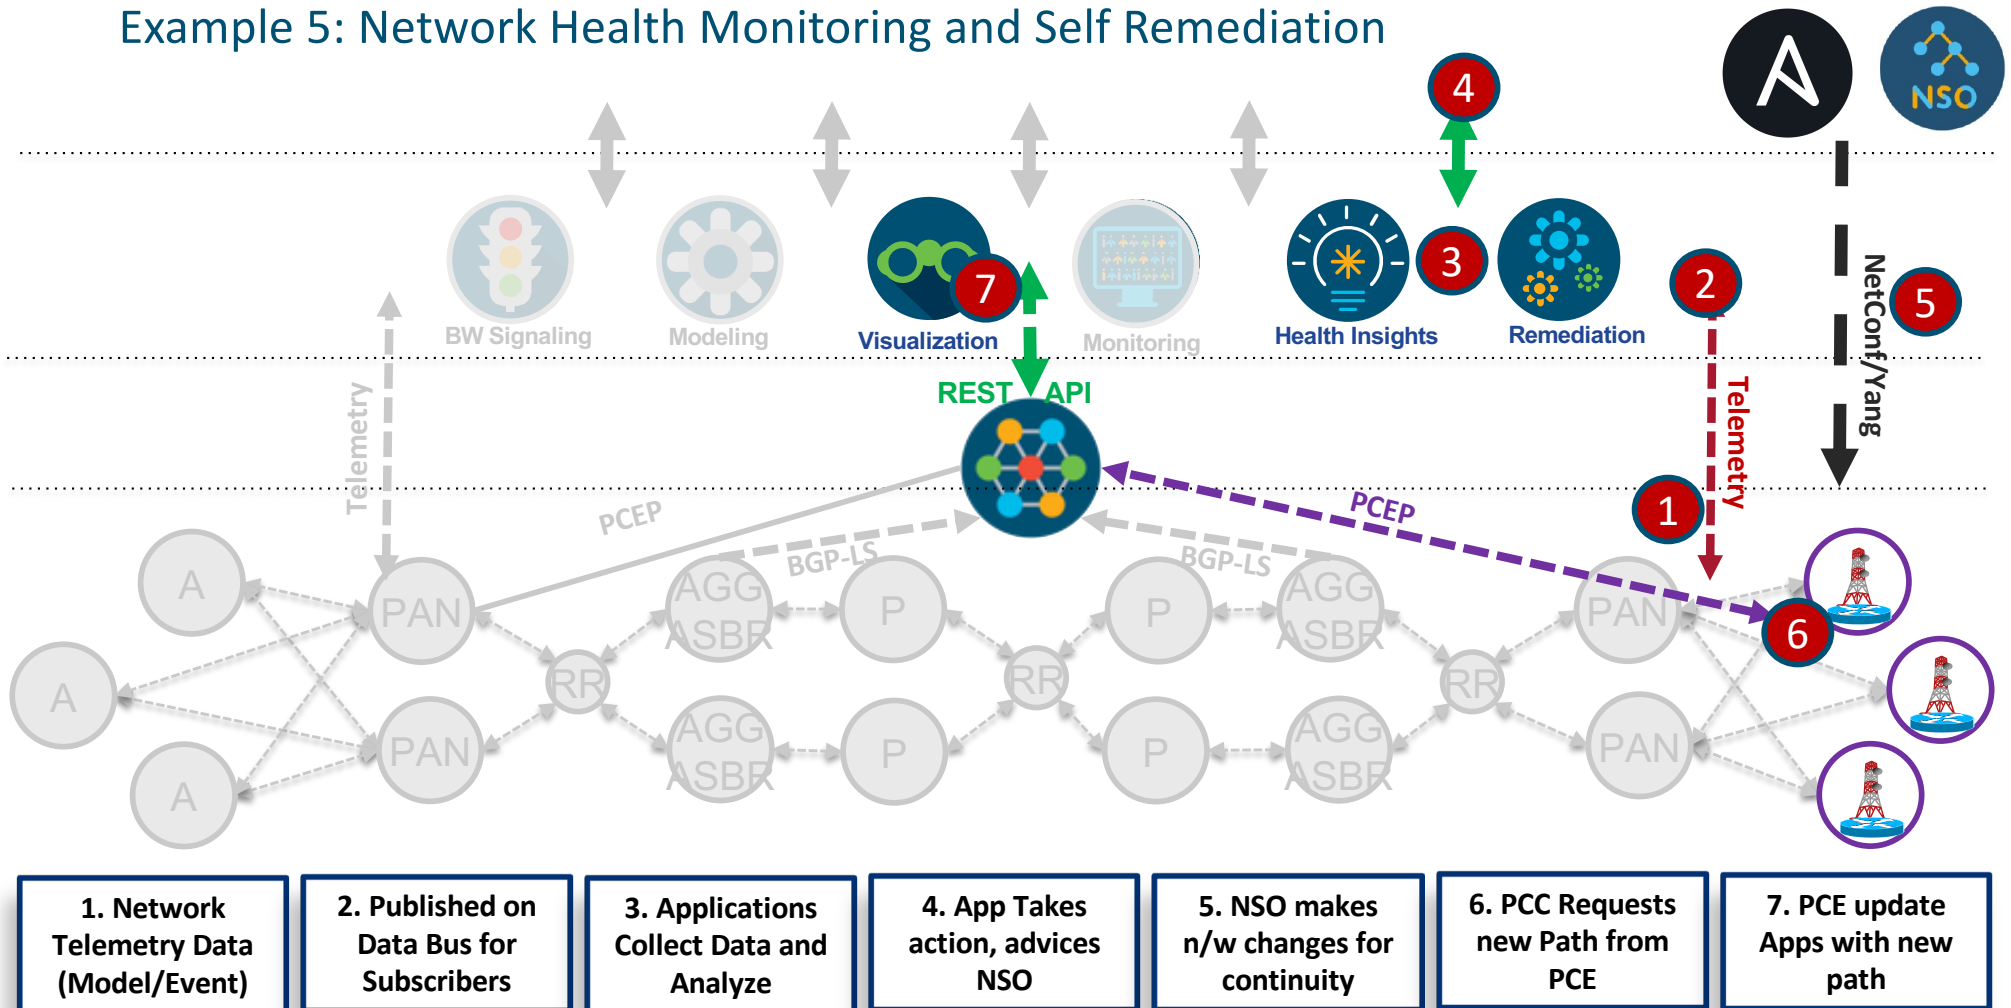 Example 5: Network Health Monitoring and Self Remediation
4
NSO
BW Signaling
Modeling
Visualization
7
Monitoring
Health Insights
3
Remediation
2
NetConf/Yang
5
Telemetry
REST API
Telemetry
1
PCEP
BGP-LS
PCEP
BGP-LS
A
PAN
AGG
ASBR
P
P
AGG
ASBR
PAN
6
A
RR
RR
RR
A
PAN
AGG
ASBR
P
P
AGG
ASBR
PAN
1. Network
Telemetry Data
(Model/Event)
2. Published on
Data Bus for
Subscribers
3. Applications
Collect Data and
Analyze
4. App Takes
action, advices
NSO
5. NSO makes
n/w changes for
continuity
6. PCC Requests
new Path from
PCE
7. PCE update
Apps with new
path